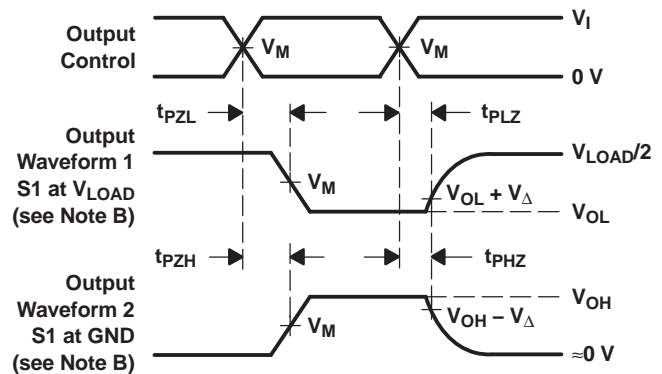 Output
Control
V_M
V_M
V_I
0 V
t_PZL
t_PLZ
Output
Waveform 1
S1 at V_LOAD
(see Note B)
V_M
V_LOAD/2
V_OL + V_Δ
V_OL
t_PZH
t_PHZ
Output
Waveform 2
S1 at GND
(see Note B)
V_M
V_OH
V_OH – V_Δ
≈0 V